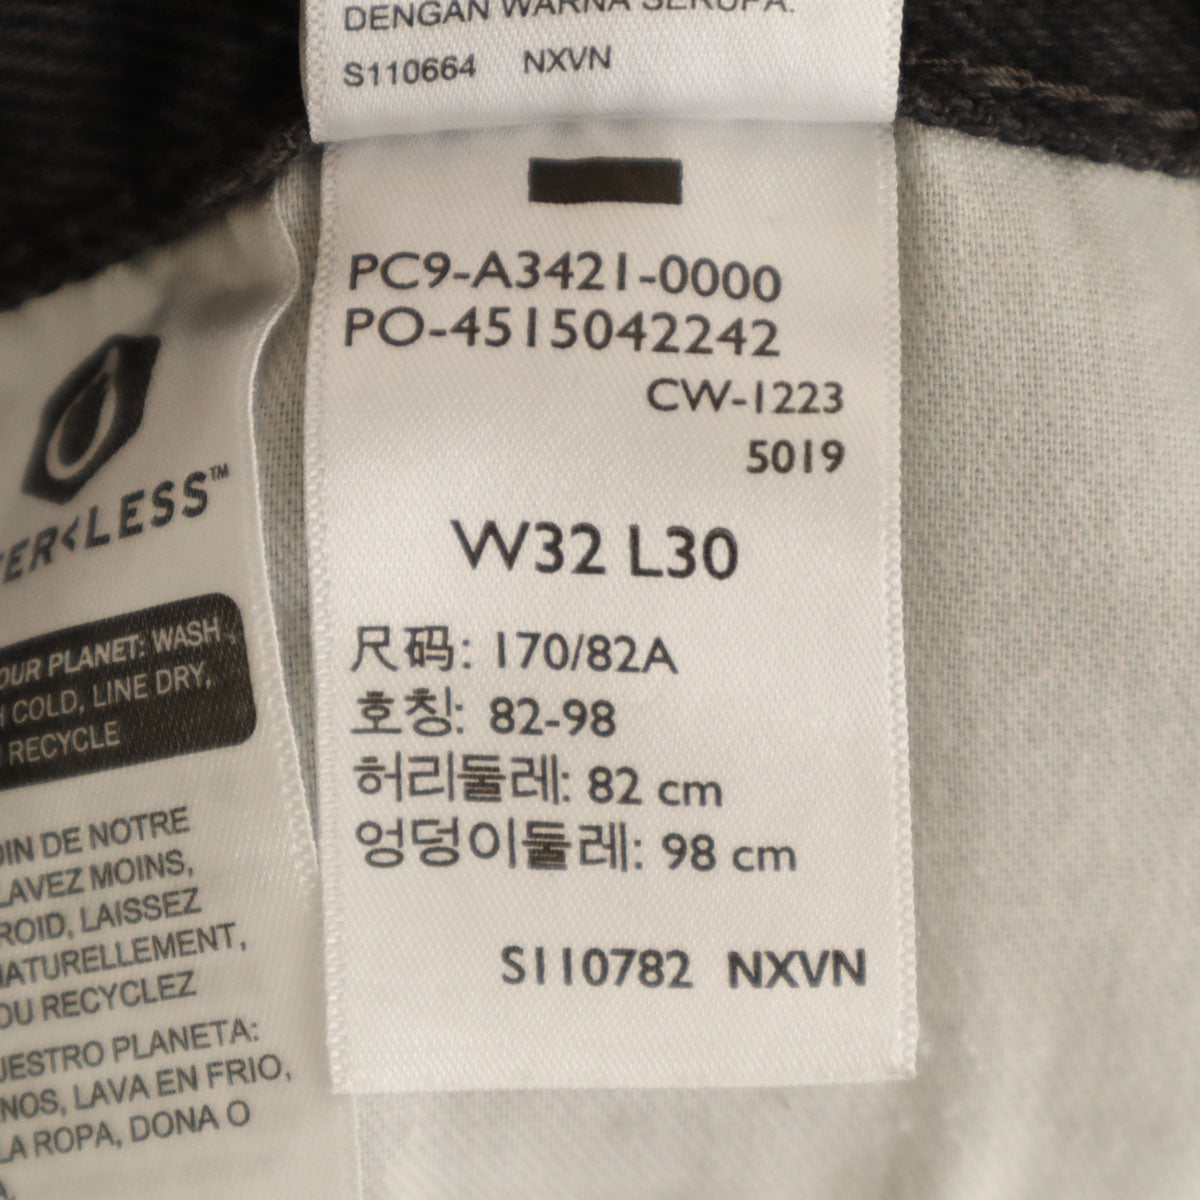 DENGAN WARNA SERUPA.
S110664 NXVN
PC9-A3421-0000
PO-4515042242
CW-1223
5019
W32 L30
尺码: 170/82A
호칭: 82-98
허리둘레: 82 cm
엉덩이둘레: 98 cm
S110782 NXVN
ER<LESS™
OUR PLANET: WASH
COLD, LINE DRY,
RECYCLE
OIN DE NOTRE
LAVEZ MOINS,
ROID, LAISSEZ
NATURELLEMENT,
OU RECYCLEZ
UESTRO PLANETA:
NOS, LAVA EN FRIO,
LA ROPA, DONA O